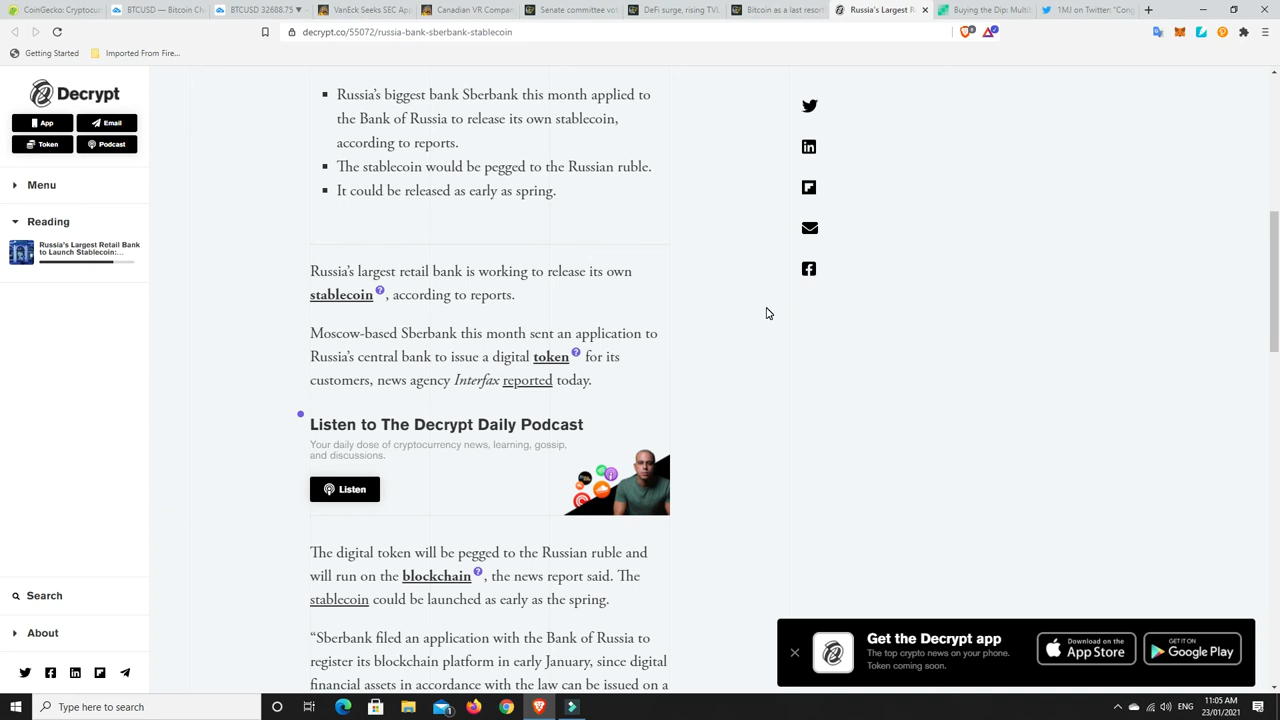 CoinGecko: Cryptocur
BTCUSD — Bitcoin Ch
BTCUSD 32688.75
VanEck Seeks SEC App
Canadian VR Compan
Senate committee vot
DeFi surge, rising TVL
Bitcoin as a last resort
Russia's Largest R
Buying the Dip: Multib
1MJ on Twitter: "Cong
decrypt.co/55072/russia-bank-sberbank-stablecoin
Getting Started
Imported From Fire...
Decrypt
App
Email
Token
Podcast
Menu
Reading
Russia's Largest Retail Bank
to Launch Stablecoin:...
Russia's biggest bank Sberbank this month applied to
the Bank of Russia to release its own stablecoin,
according to reports.
The stablecoin would be pegged to the Russian ruble.
It could be released as early as spring.
Russia's largest retail bank is working to release its own
stablecoin?, according to reports.
Moscow-based Sberbank this month sent an application to
Russia's central bank to issue a digital token? for its
customers, news agency Interfax reported today.
Listen to The Decrypt Daily Podcast
Your daily dose of cryptocurrency news, learning, gossip,
and discussions.
Listen
The digital token will be pegged to the Russian ruble and
will run on the blockchain?, the news report said. The
stablecoin could be launched as early as the spring.
"Sberbank filed an application with the Bank of Russia to
register its blockchain platform in early January, since digital
financial assets in accordance with the law can be issued on a
Search
About
Get the Decrypt app
The top crypto news on your phone.
Token coming soon.
Download on the
App Store
GET IT ON
Google Play
Type here to search
ENG
11:05 AM
23/01/2021